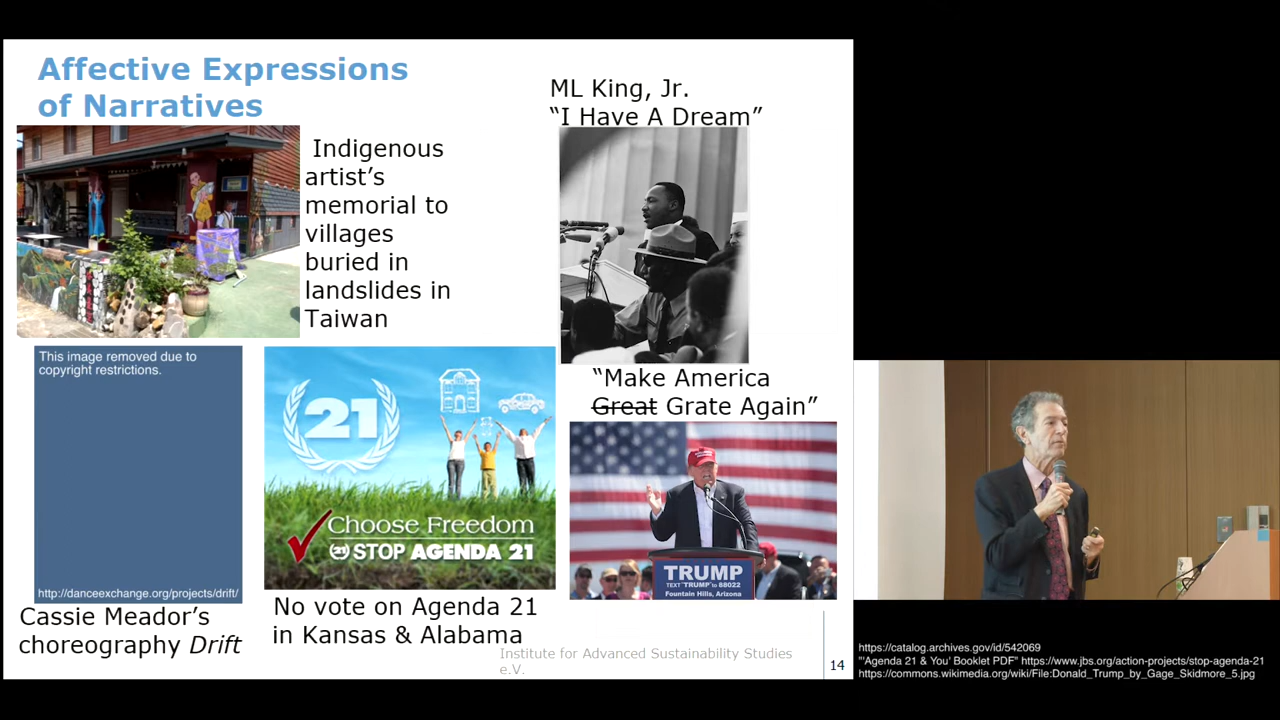 Affective Expressions
of Narratives
ML King, Jr.
“I Have A Dream”
Indigenous
artist’s
memorial to
villages
buried in
landslides in
Taiwan
This image removed due to
copyright restrictions.
http://danceexchange.org/projects/drift/
Cassie Meador’s
choreography Drift
21
Choose Freedom
21 STOP AGENDA 21
No vote on Agenda 21
in Kansas & Alabama
“Make America
Great Grate Again”
TRUMP
TEXT "TRUMP" to 88022
Fountain Hills, Arizona
Institute for Advanced Sustainability Studies
e.V.
14
https://catalog.archives.gov/id/542069
"'Agenda 21 & You' Booklet PDF" https://www.jbs.org/action-projects/stop-agenda-21
https://commons.wikimedia.org/wiki/File:Donald_Trump_by_Gage_Skidmore_5.jpg